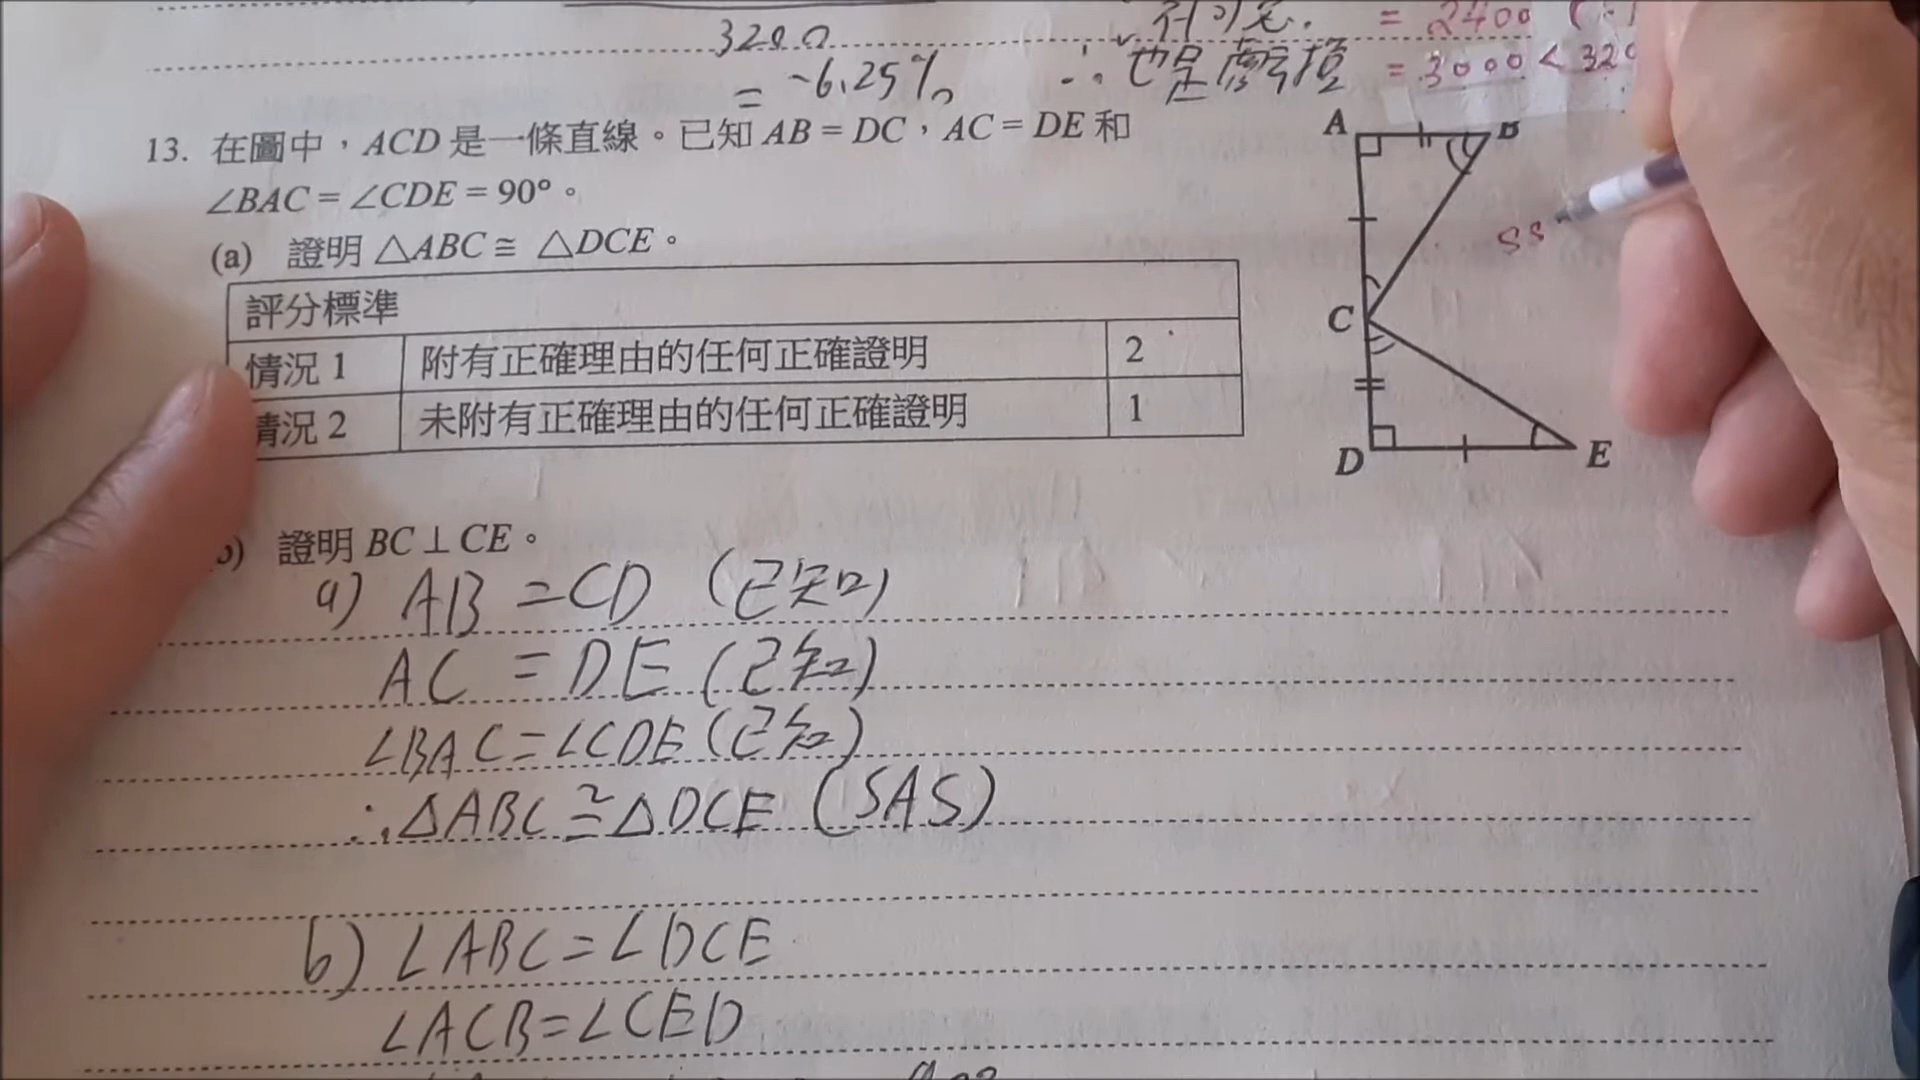 3200
= -6.25%
∴ 也是虧損
= 2400
= 3000 < 320
13. 在圖中，ACD 是一條直線。已知 AB = DC，AC = DE 和
∠BAC = ∠CDE = 90°。
(a) 證明 △ABC ≅ △DCE。
評分標準
情況 1 附有正確理由的任何正確證明 2
情況 2 未附有正確理由的任何正確證明 1
A B
SS
C
D E
證明 BC ⊥ CE。
a) AB = CD (已知)
AC = DE (已知)
∠BAC = ∠CDE (已知)
∴ △ABC ≅ △DCE (SAS)
b) ∠ABC = ∠DCE
∠ACB = ∠CED